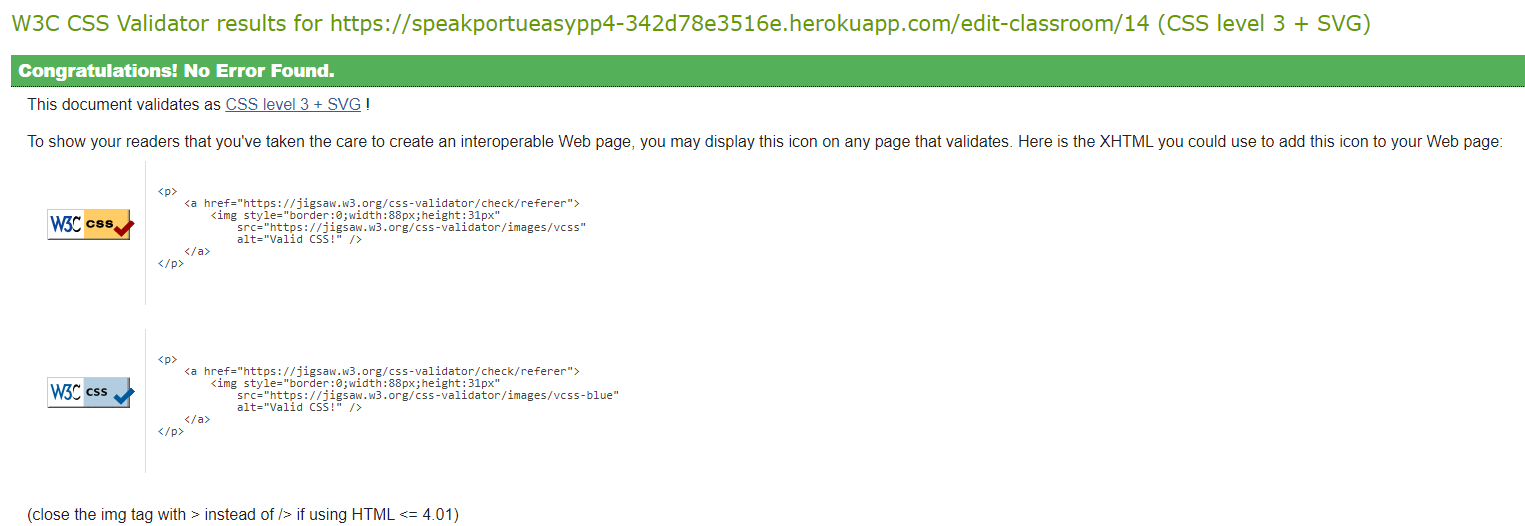 W3C CSS Validator results for https://speakportueasypp4-342d78e3516e.herokuapp.com/edit-classroom/14 (CSS level 3 + SVG)
Congratulations! No Error Found.
This document validates as CSS level 3 + SVG !
To show your readers that you've taken the care to create an interoperable Web page, you may display this icon on any page that validates. Here is the XHTML you could use to add this icon to your Web page:
W3C css
<p>
    <a href="https://jigsaw.w3.org/css-validator/check/referer">
        <img style="border:0;width:88px;height:31px"
            src="https://jigsaw.w3.org/css-validator/images/vcss"
            alt="Valid CSS!" />
    </a>
</p>
W3C css
<p>
    <a href="https://jigsaw.w3.org/css-validator/check/referer">
        <img style="border:0;width:88px;height:31px"
            src="https://jigsaw.w3.org/css-validator/images/vcss-blue"
            alt="Valid CSS!" />
    </a>
</p>
(close the img tag with > instead of /> if using HTML <= 4.01)